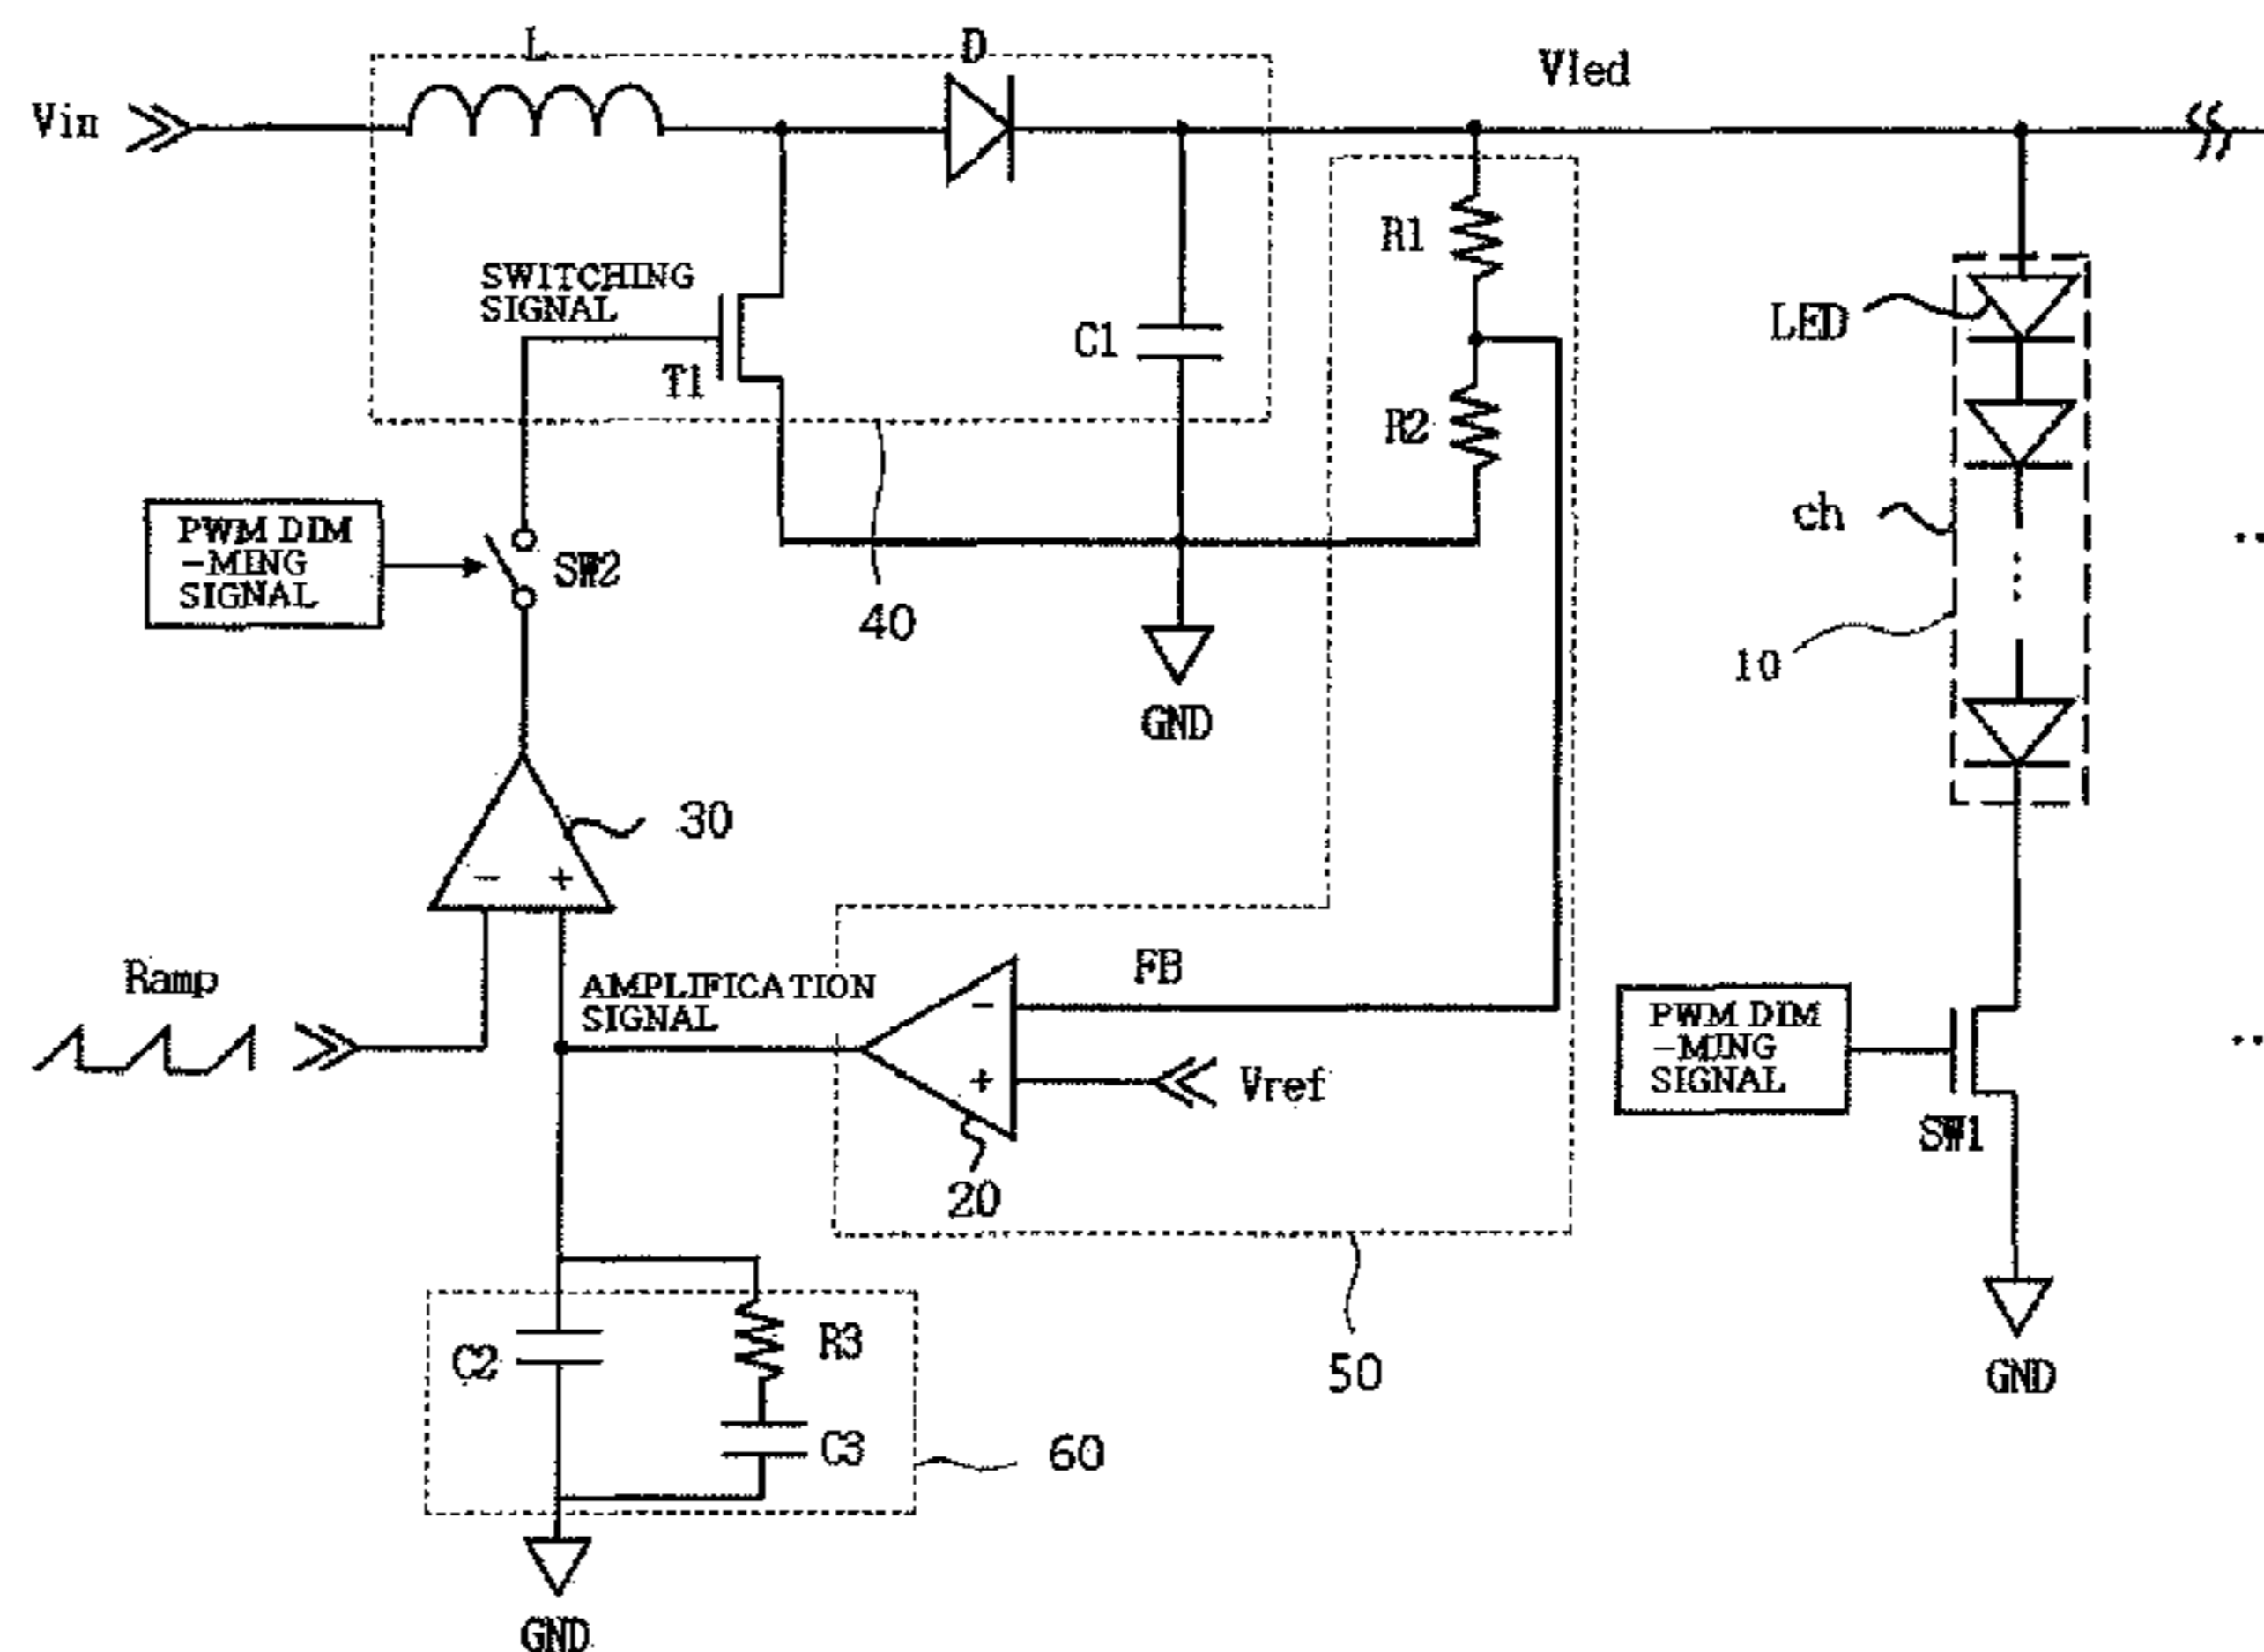 L
D
Vled
Vin
R1
SWITCHING
SIGNAL
LED
C1
T1
R2
ch
PWM DIM
-MING
SIGNAL
SW2
40
10
GND
30
- +
Ramp
AMPLIFICATION
SIGNAL
FB
-
+
Vref
PWM DIM
-MING
SIGNAL
SW1
20
C2
R3
50
GND
C3
60
GND